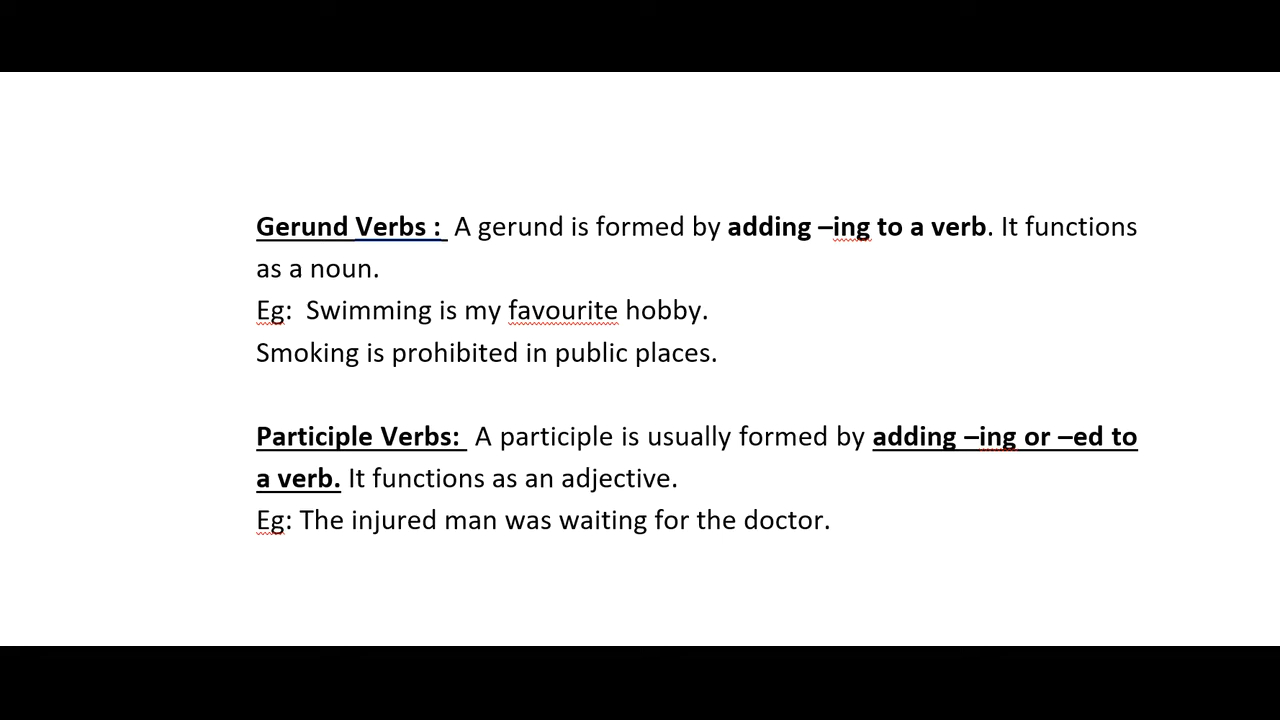 Gerund Verbs :  A gerund is formed by adding –ing to a verb. It functions
as a noun.
Eg:  Swimming is my favourite hobby.
Smoking is prohibited in public places.
Participle Verbs:  A participle is usually formed by adding –ing or –ed to
a verb. It functions as an adjective.
Eg: The injured man was waiting for the doctor.